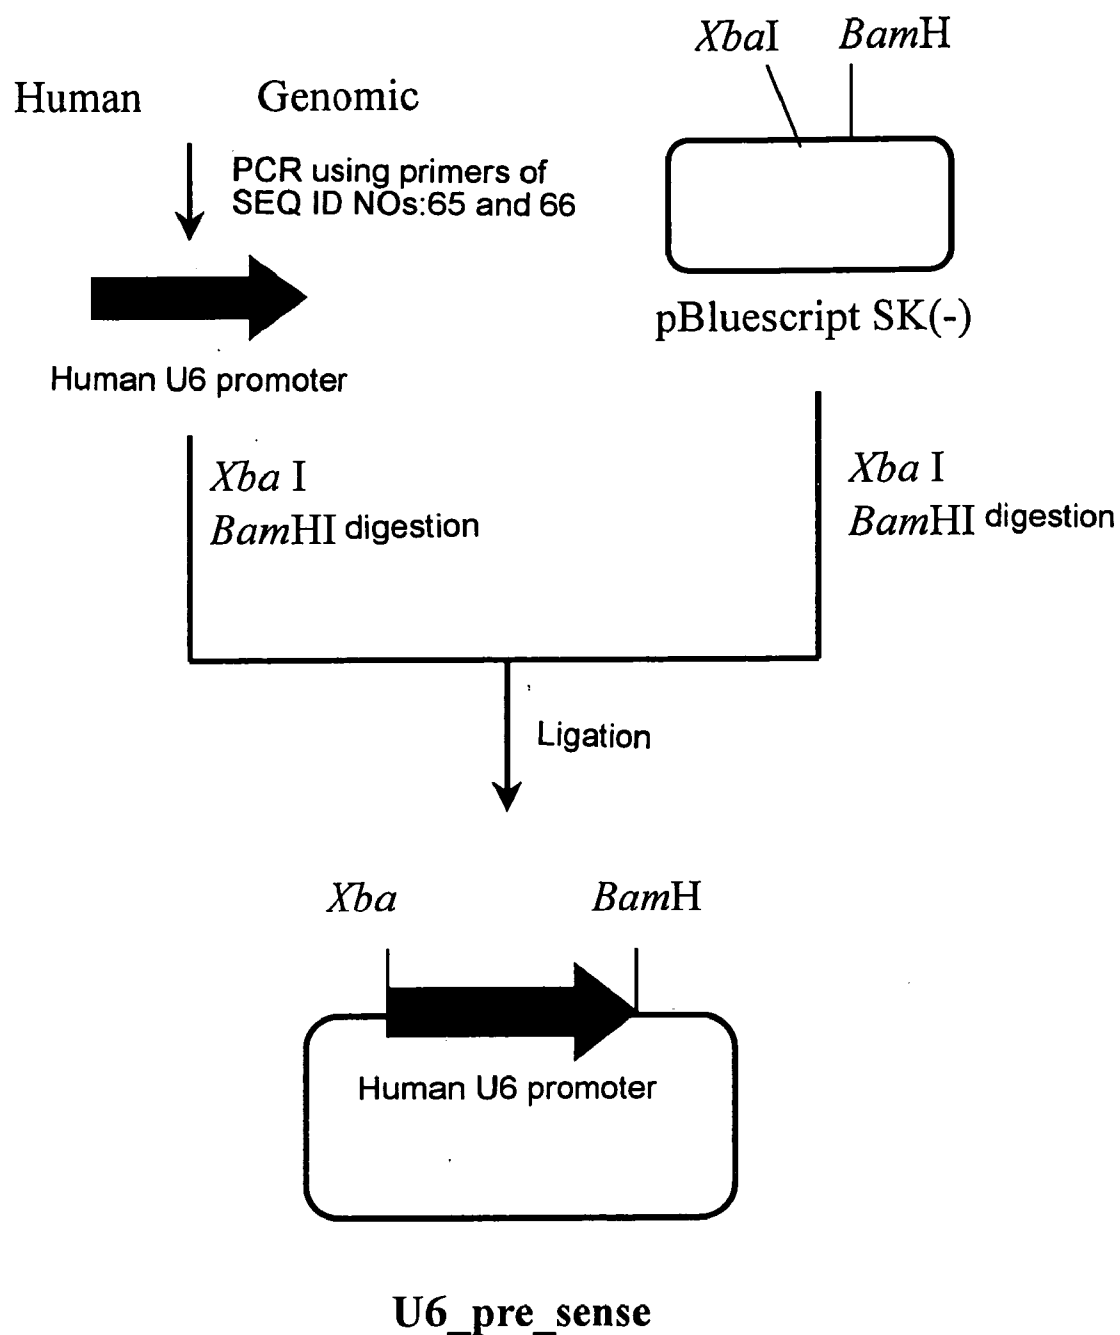 XbaI BamH
Human Genomic
PCR using primers of
SEQ ID NOs:65 and 66
pBluescript SK(-)
Human U6 promoter
Xba I
BamHI digestion
Xba I
BamHI digestion
Ligation
Xba BamH
Human U6 promoter
U6_pre_sense